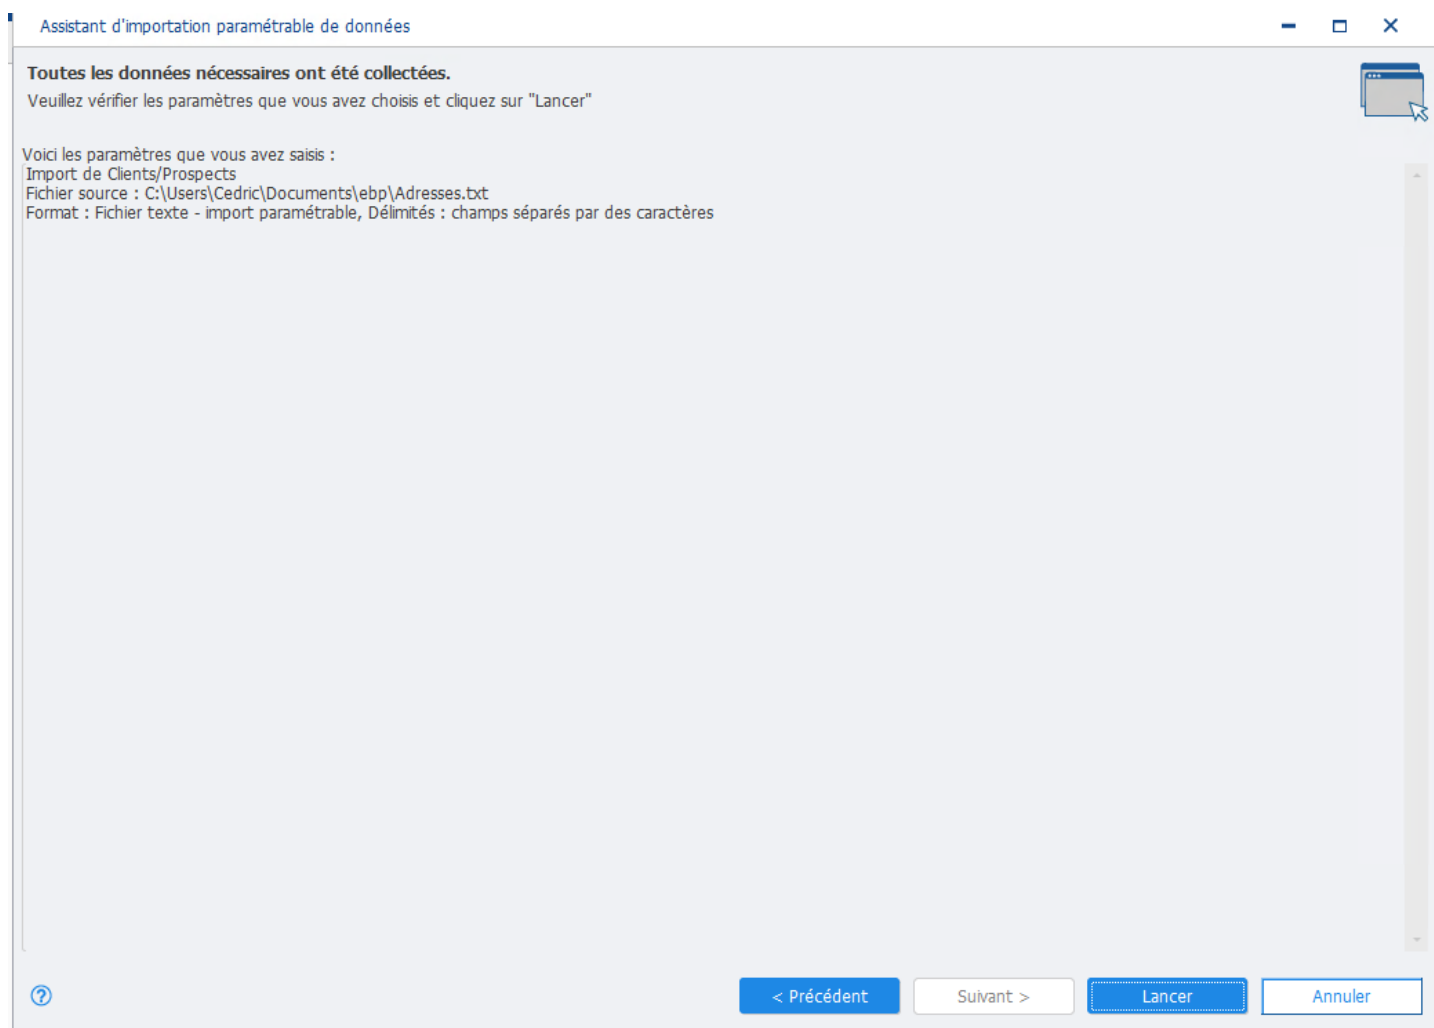 Assistant d'importation paramétrable de données
Toutes les données nécessaires ont été collectées.
Veuillez vérifier les paramètres que vous avez choisis et cliquez sur "Lancer"
Voici les paramètres que vous avez saisis :
Import de Clients/Prospects
Fichier source : C:\Users\Cedric\Documents\ebp\Adresses.txt
Format : Fichier texte - import paramétrable, Délimités : champs séparés par des caractères
?
< Précédent
Suivant >
Lancer
Annuler